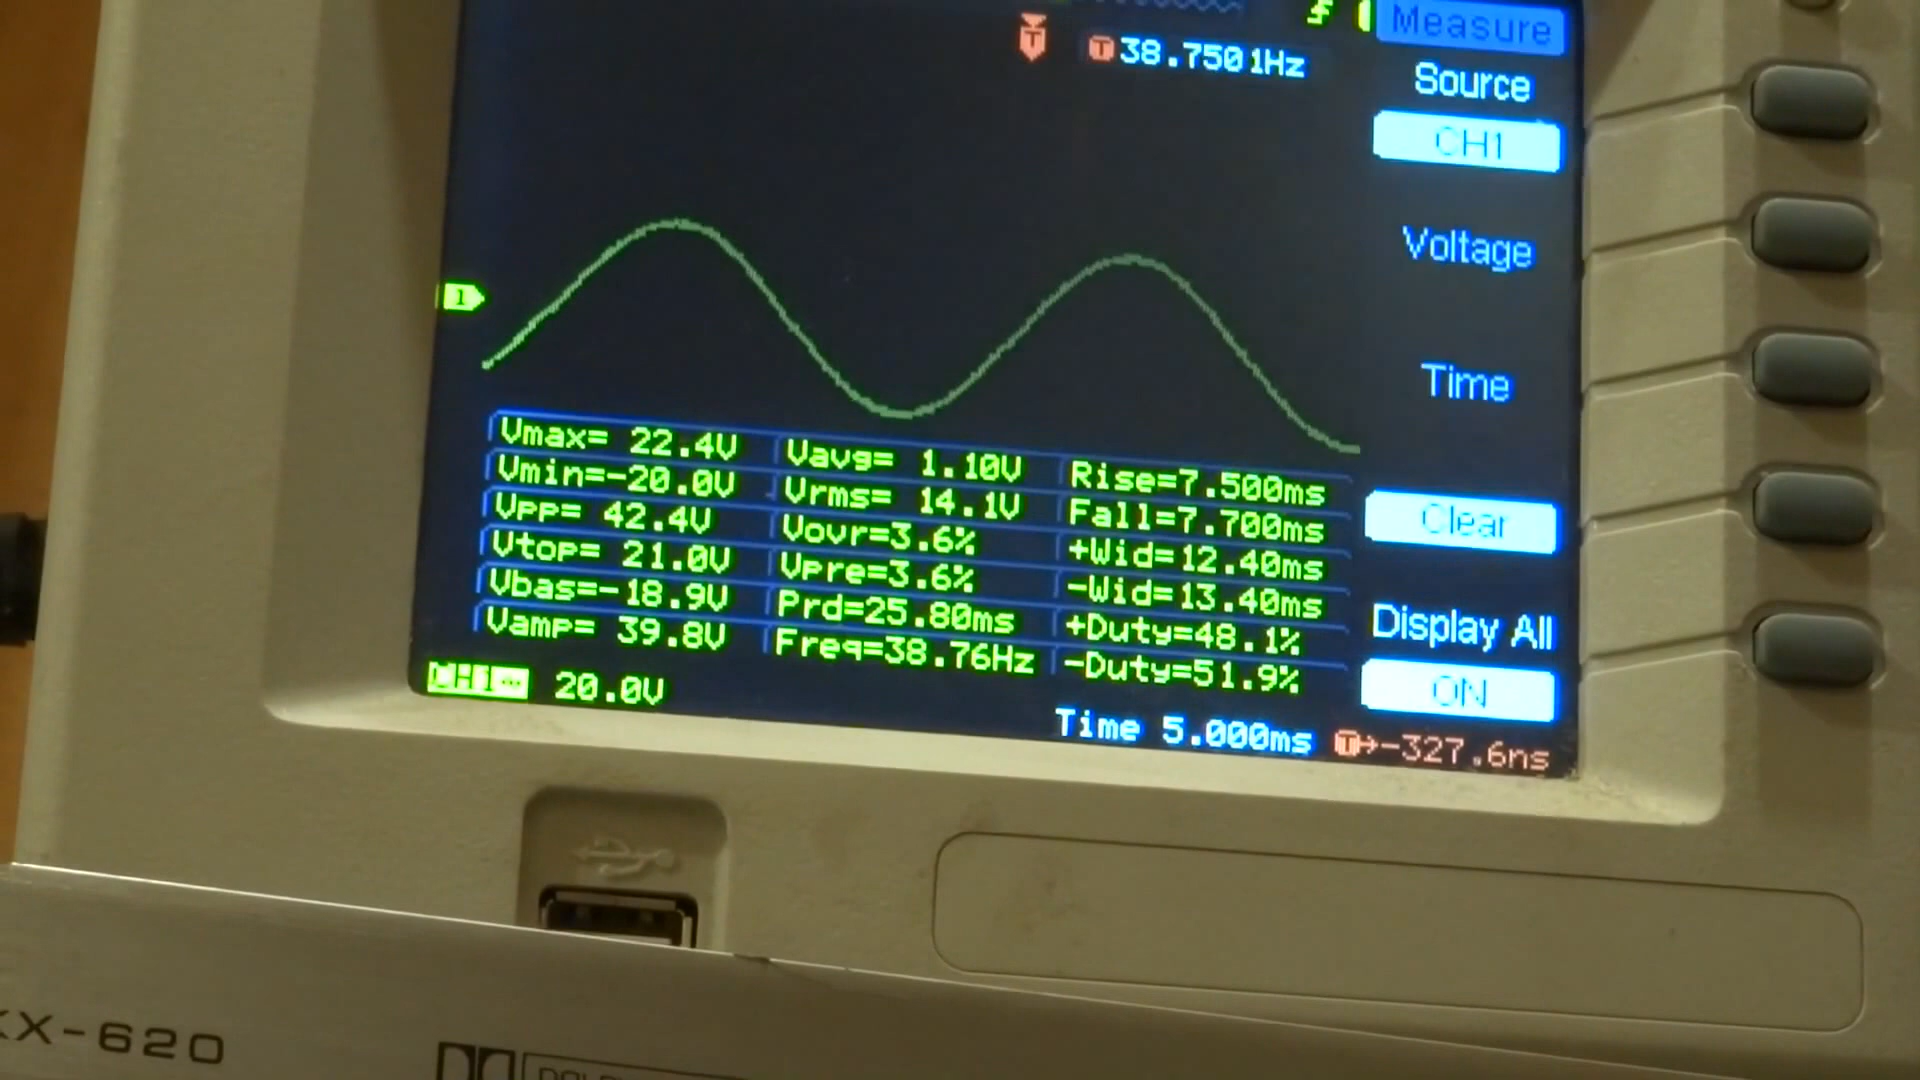 Measure
T
T 38.7501Hz
Source
CH1
Voltage
1
Time
Vmax= 22.4V Vavg= 1.10V Rise=7.500ms
Vmin=-20.0V Vrms= 14.1V Fall=7.700ms
Vpp= 42.4V Vovr=3.6% +Wid=12.40ms
Vtop= 21.0V Vpre=3.6% -Wid=13.40ms
Vbas=-18.9V Prd=25.80ms +Duty=48.1%
Vamp= 39.8V Freq=38.76Hz -Duty=51.9%
Clear
Display All
ON
CH1 20.0V
Time 5.000ms T→-327.6ns
X-620